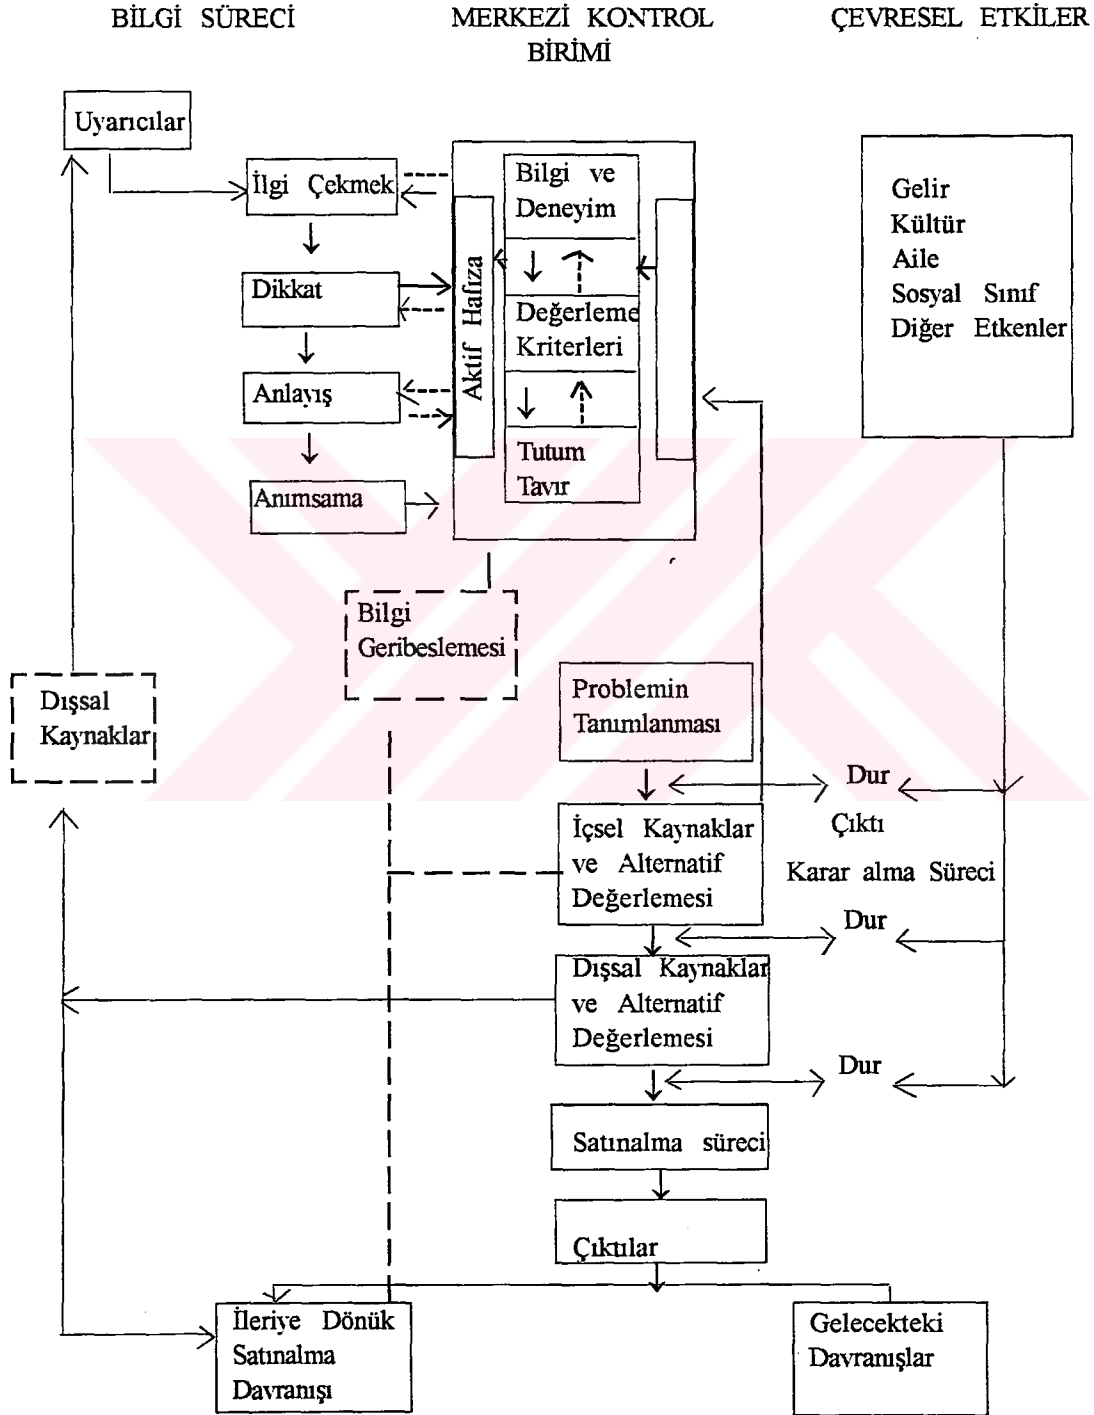 BİLGİ SÜRECİ
MERKEZİ KONTROL
BİRİMİ
ÇEVRESEL ETKİLER
Uyarıcılar
İlgi Çekmek
Dikkat
Anlayış
Anımsama
Aktif Hafıza
Bilgi ve
Deneyim
Değerleme
Kriterleri
Tutum
Tavır
Gelir
Kültür
Aile
Sosyal Sınıf
Diğer Etkenler
Bilgi
Geribeslemesi
Dışsal
Kaynaklar
Problemin
Tanımlanması
Dur
Çıktı
İçsel Kaynaklar
ve Alternatif
Değerlemesi
Karar alma Süreci
Dur
Dışsal Kaynaklar
ve Alternatif
Değerlemesi
Dur
Satınalma süreci
Çıktılar
İleriye Dönük
Satınalma
Davranışı
Gelecekteki
Davranışlar